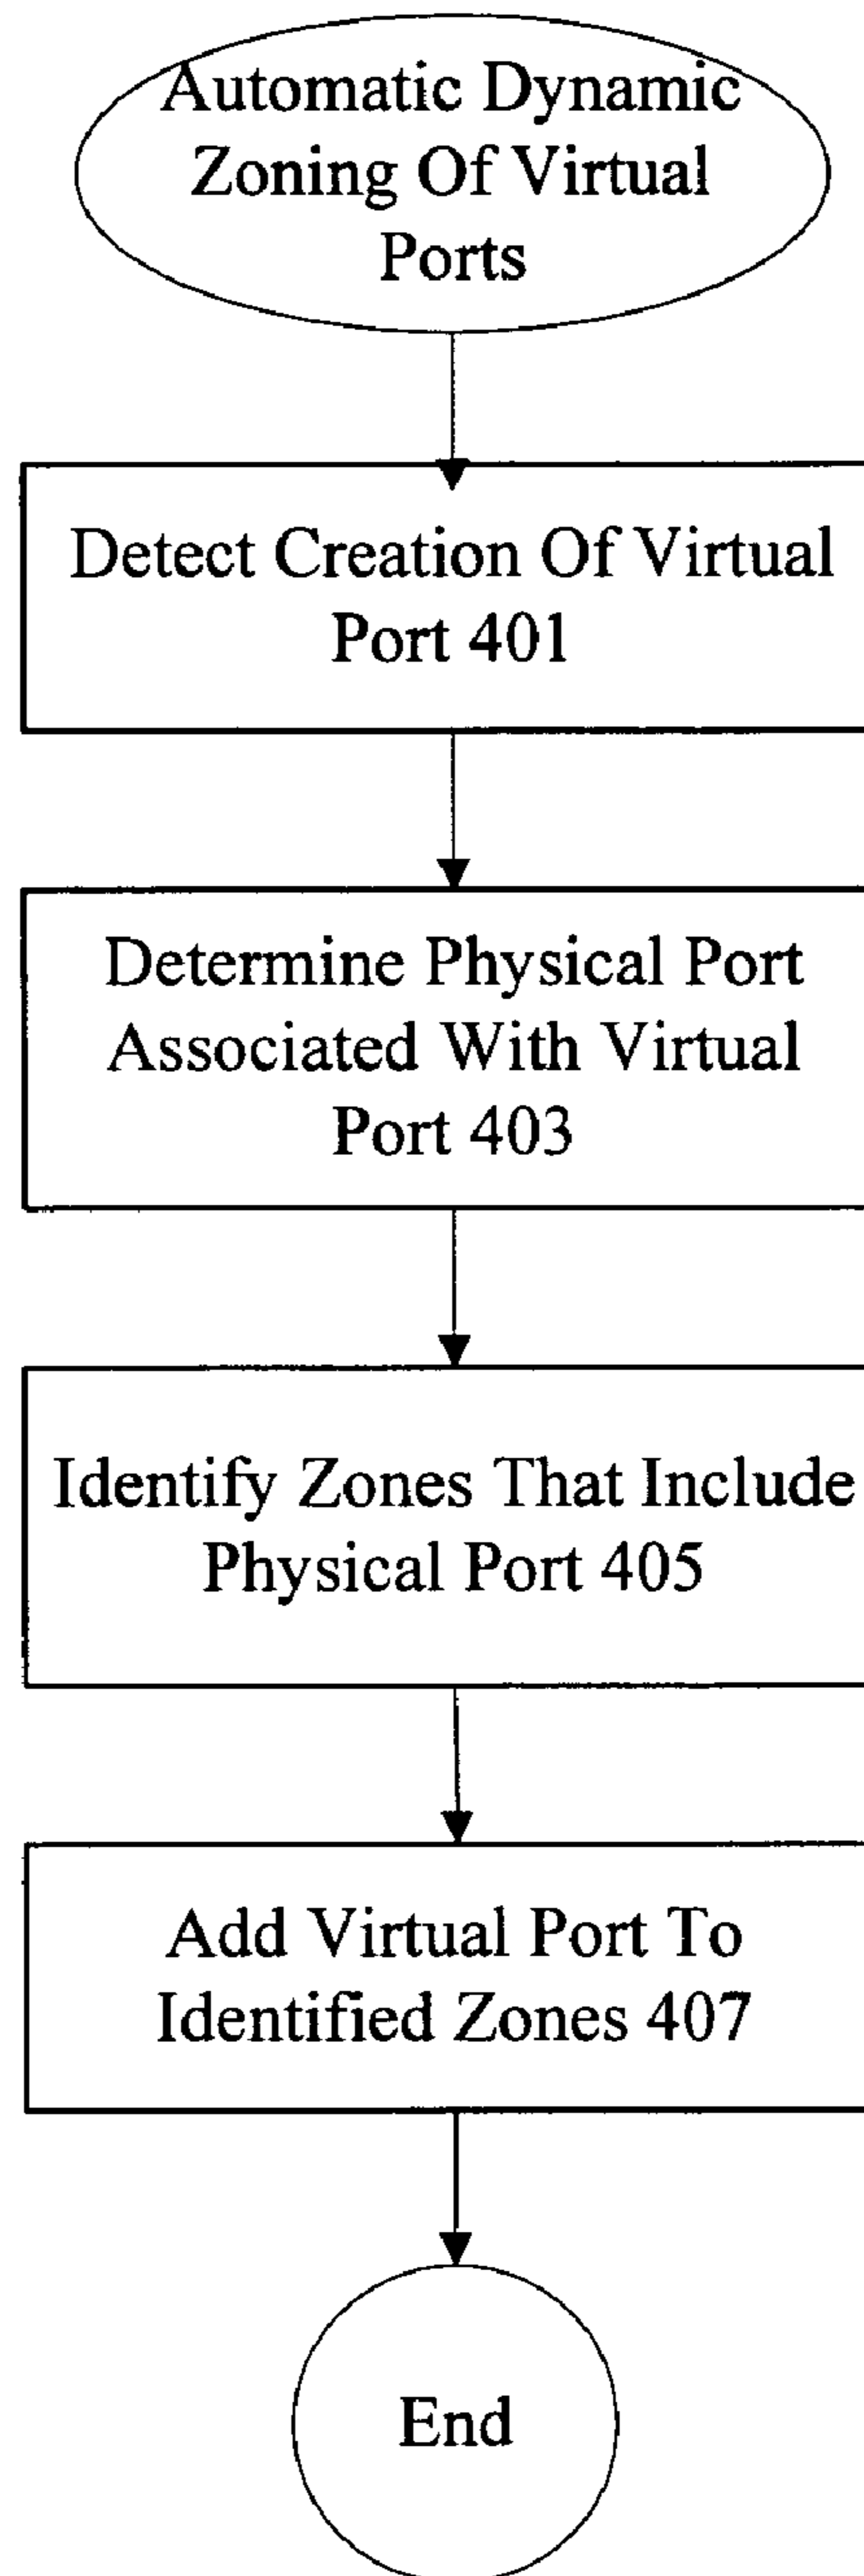 Automatic Dynamic
Zoning Of Virtual
Ports
Detect Creation Of Virtual
Port 401
Determine Physical Port
Associated With Virtual
Port 403
Identify Zones That Include
Physical Port 405
Add Virtual Port To
Identified Zones 407
End